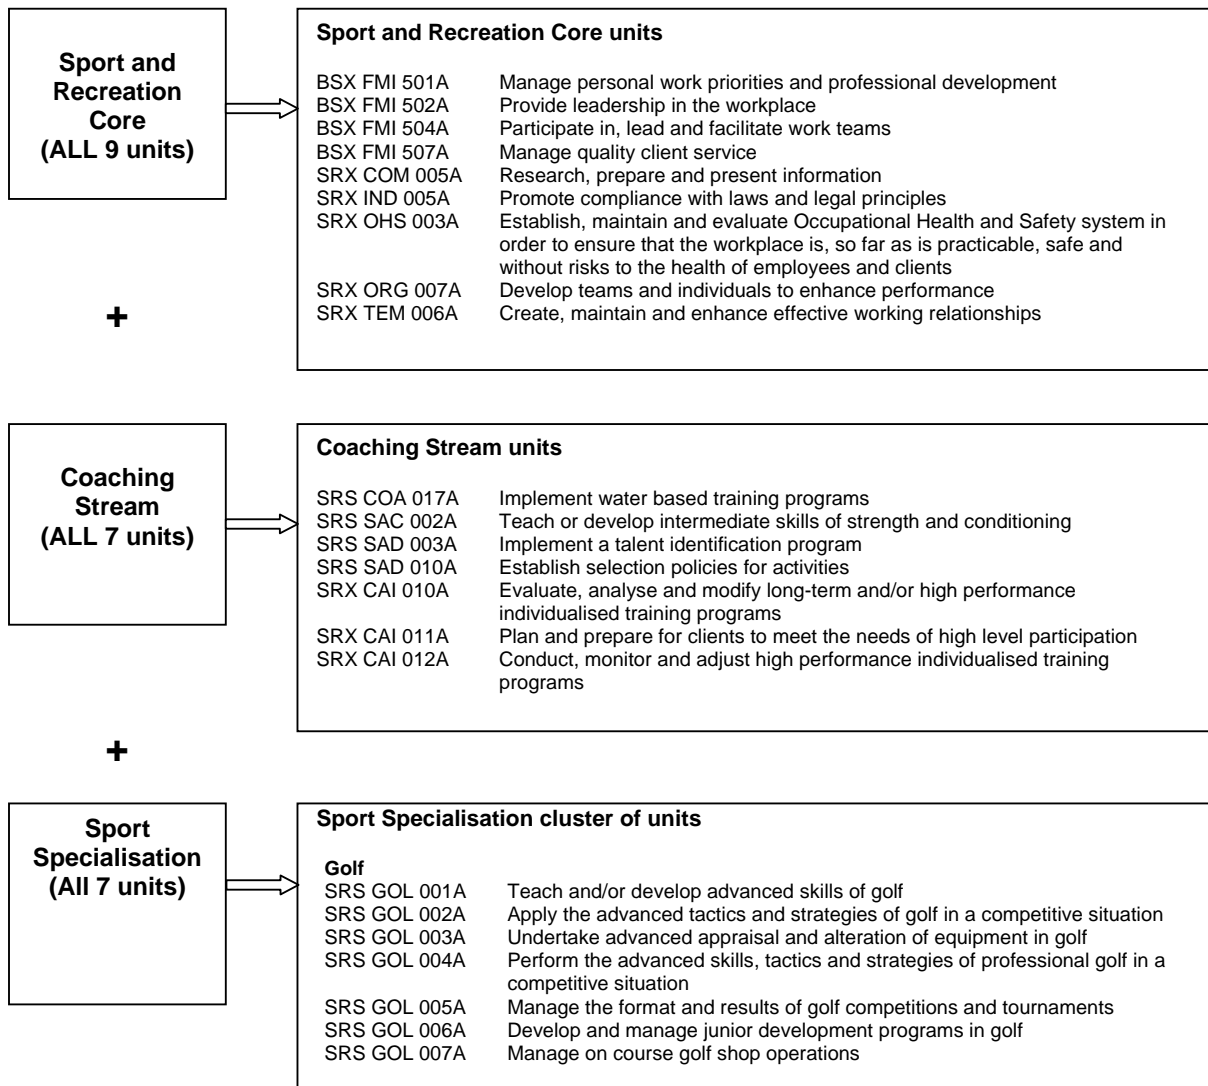 Sport and
Recreation
Core
(ALL 9 units)
Sport and Recreation Core units
BSX FMI 501A Manage personal work priorities and professional development
BSX FMI 502A Provide leadership in the workplace
BSX FMI 504A Participate in, lead and facilitate work teams
BSX FMI 507A Manage quality client service
SRX COM 005A Research, prepare and present information
SRX IND 005A Promote compliance with laws and legal principles
SRX OHS 003A Establish, maintain and evaluate Occupational Health and Safety system in
order to ensure that the workplace is, so far as is practicable, safe and
without risks to the health of employees and clients
SRX ORG 007A Develop teams and individuals to enhance performance
SRX TEM 006A Create, maintain and enhance effective working relationships
+
Coaching
Stream
(ALL 7 units)
Coaching Stream units
SRS COA 017A Implement water based training programs
SRS SAC 002A Teach or develop intermediate skills of strength and conditioning
SRS SAD 003A Implement a talent identification program
SRS SAD 010A Establish selection policies for activities
SRX CAI 010A Evaluate, analyse and modify long-term and/or high performance
individualised training programs
SRX CAI 011A Plan and prepare for clients to meet the needs of high level participation
SRX CAI 012A Conduct, monitor and adjust high performance individualised training
programs
+
Sport
Specialisation
(All 7 units)
Sport Specialisation cluster of units
Golf
SRS GOL 001A Teach and/or develop advanced skills of golf
SRS GOL 002A Apply the advanced tactics and strategies of golf in a competitive situation
SRS GOL 003A Undertake advanced appraisal and alteration of equipment in golf
SRS GOL 004A Perform the advanced skills, tactics and strategies of professional golf in a
competitive situation
SRS GOL 005A Manage the format and results of golf competitions and tournaments
SRS GOL 006A Develop and manage junior development programs in golf
SRS GOL 007A Manage on course golf shop operations